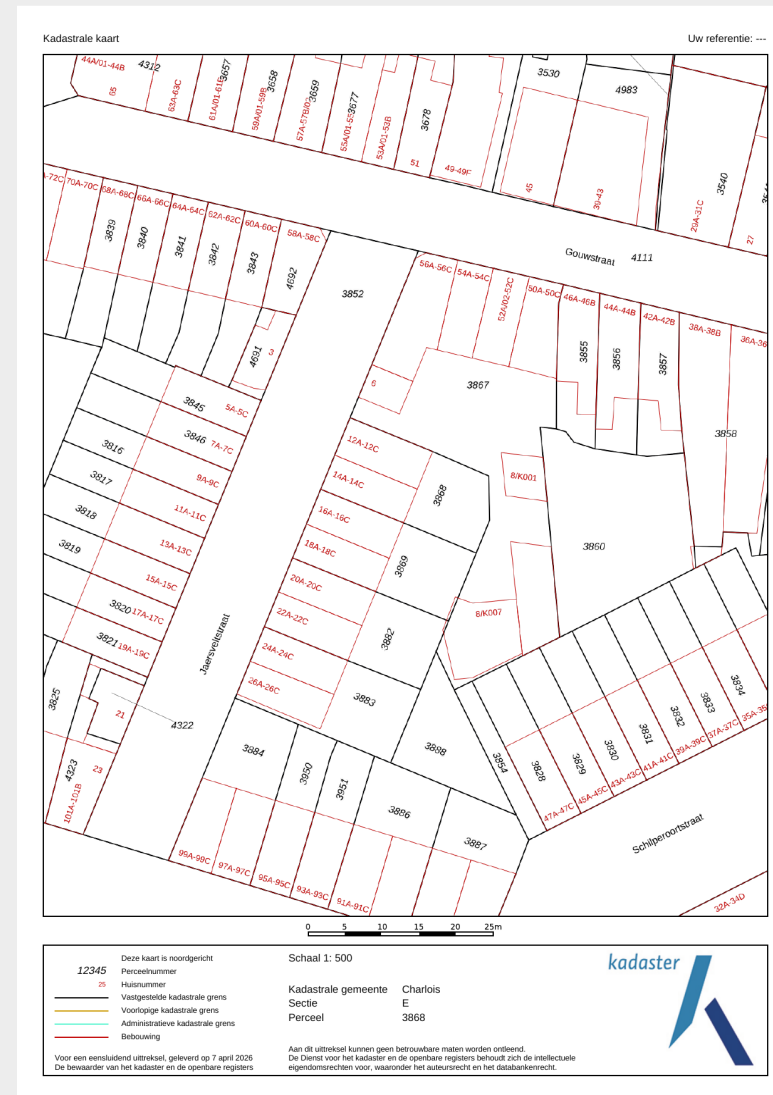 Kadastrale kaart
Uw referentie: ---
44A/01-44B
4312
65
63A-63C
3657
3658
3659
3677
3678
51
49-49F
3530
4983
45
39-43
29A-31C
3540
27
-72C
70A-70C
68A-68C
66A-66C
64A-64C
62A-62C
60A-60C
58A-58C
3839
3840
3841
3842
3843
4692
3852
Gouwstraat
4111
56A-56C
54A-54C
52A/02-52C
50A-50C
46A-46B
44A-44B
42A-42B
38A-38B
3855
3856
3857
3858
4691
3
6
3867
3845
5A-5C
3846
7A-7C
9A-9C
11A-11C
13A-13C
15A-15C
3816
3817
3818
3819
3820
17A-17C
3821
19A-19C
12A-12C
14A-14C
16A-16C
18A-18C
20A-20C
22A-22C
24A-24C
26A-26C
3868
3869
3882
3883
8/K001
3860
8/K007
Jaersveltstraat
3825
21
4322
23
4323
101A-101B
3884
3950
3951
3886
3887
3888
3854
3828
3829
3830
3831
3832
3833
3834
47A-47C
45A-45C
43A-43C
41A-41C
39A-39C
37A-37C
Schilperoortstraat
99A-99C
97A-97C
95A-95C
93A-93C
91A-91C
32A-34D
0 5 10 15 20 25m
Deze kaart is noordgericht
12345 Perceelnummer
25 Huisnummer
Vastgestelde kadastrale grens
Voorlopige kadastrale grens
Administratieve kadastrale grens
Bebouwing
Voor een eensluidend uittreksel, geleverd op 7 april 2026
De bewaarder van het kadaster en de openbare registers
Schaal 1: 500
Kadastrale gemeente Charlois
Sectie E
Perceel 3868
Aan dit uittreksel kunnen geen betrouwbare maten worden ontleend.
De Dienst voor het kadaster en de openbare registers behoudt zich de intellectuele
eigendomsrechten voor, waaronder het auteursrecht en het databankenrecht.
kadaster